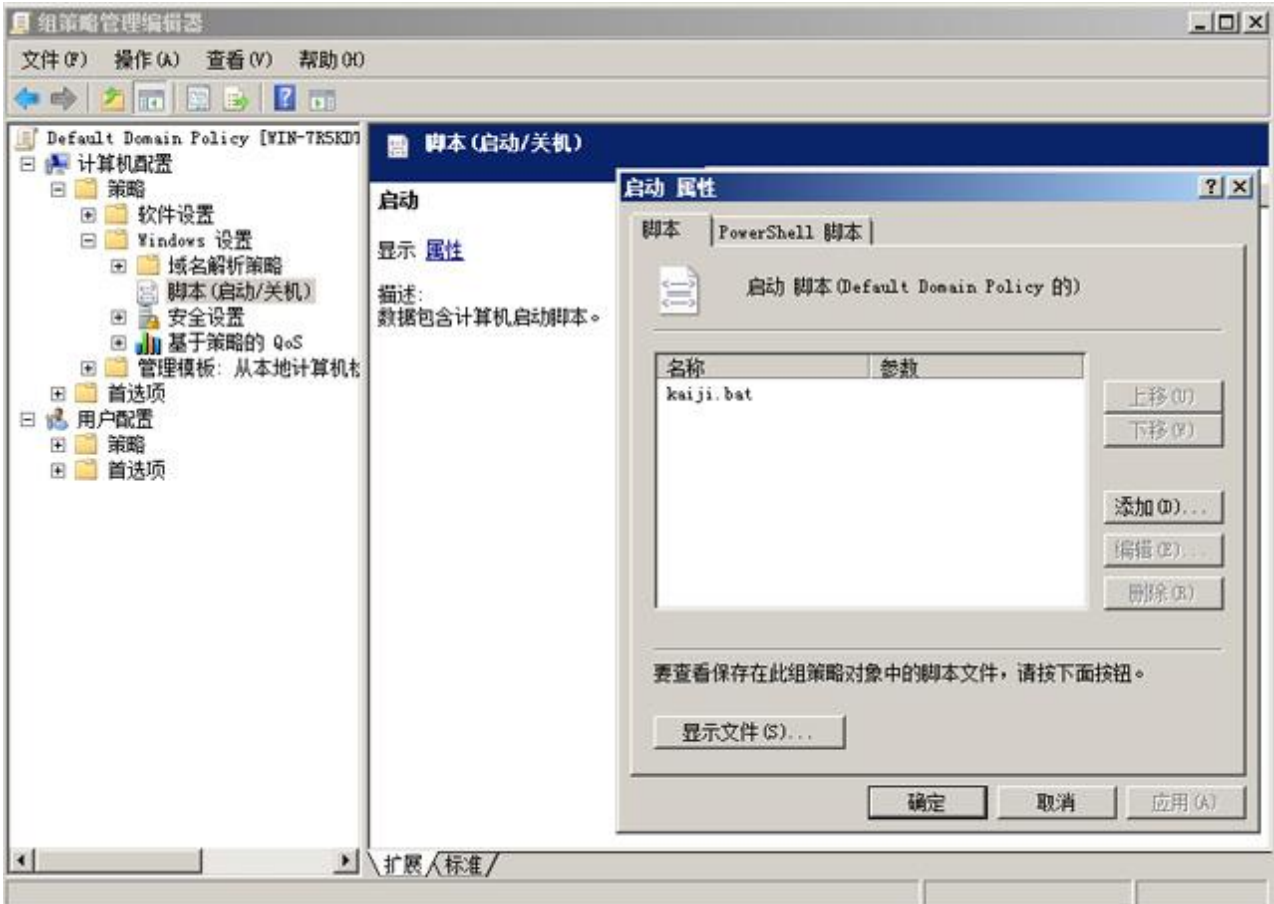 组策略管理编辑器
文件(F) 操作(A) 查看(V) 帮助(H)
Default Domain Policy [WIN-7R5KD
计算机配置
策略
软件设置
Windows 设置
域名解析策略
脚本(启动/关机)
安全设置
基于策略的 QoS
管理模板: 从本地计算机
首选项
用户配置
策略
首选项
脚本(启动/关机)
启动
显示 属性
描述:
数据包含计算机启动脚本。
扩展 标准
启动 属性
脚本 PowerShell 脚本
启动 脚本(Default Domain Policy 的)
名称 参数
kaiji.bat
上移(U)
下移(W)
添加(D)...
编辑(E)...
删除(R)
要查看保存在此组策略对象中的脚本文件，请按下面按钮。
显示文件(S)...
确定 取消 应用(A)